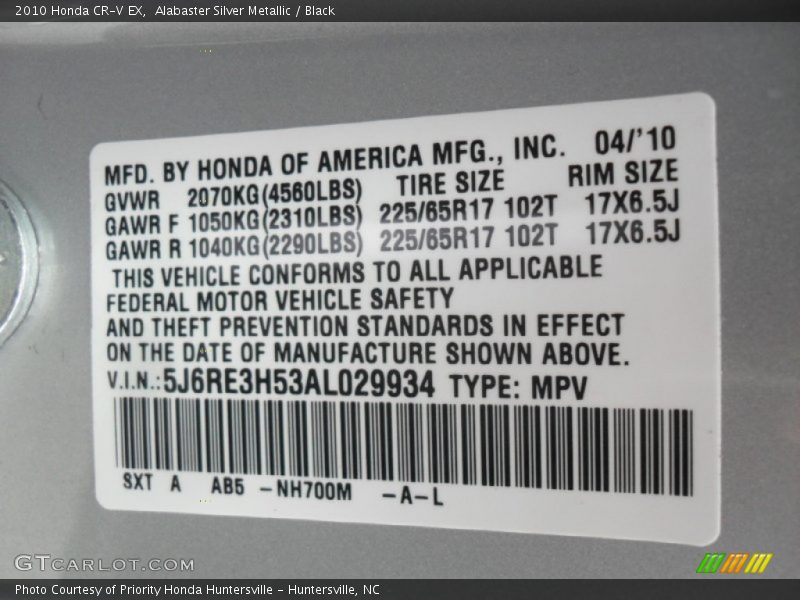 2010 Honda CR-V EX,  Alabaster Silver Metallic / Black
MFD. BY HONDA OF AMERICA MFG., INC.  04/'10
GVWR  2070KG(4560LBS)  TIRE SIZE  RIM SIZE
GAWR F 1050KG(2310LBS)  225/65R17 102T  17X6.5J
GAWR R 1040KG(2290LBS)  225/65R17 102T  17X6.5J
THIS VEHICLE CONFORMS TO ALL APPLICABLE
FEDERAL MOTOR VEHICLE SAFETY
AND THEFT PREVENTION STANDARDS IN EFFECT
ON THE DATE OF MANUFACTURE SHOWN ABOVE.
V.I.N.:5J6RE3H53AL029934  TYPE: MPV
SXT  A  AB5  -NH700M  -A-L
GTCARLOT.COM
Photo Courtesy of Priority Honda Huntersville - Huntersville, NC